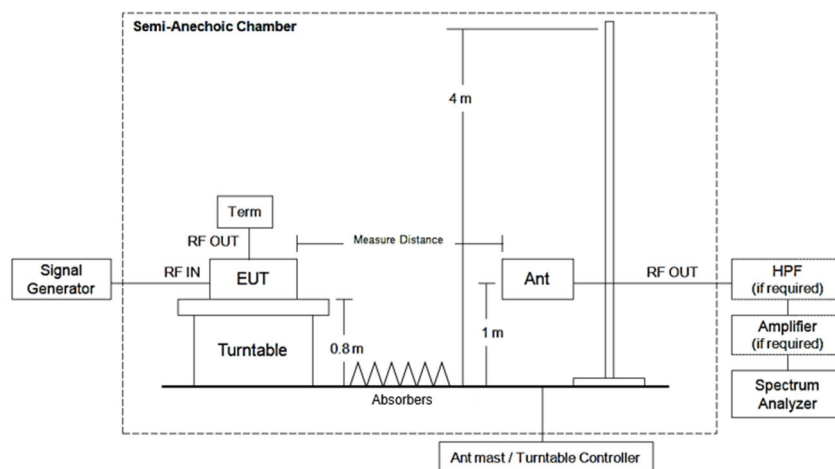 Semi-Anechoic Chamber
4 m
Term
RF OUT
Measure Distance
Signal
Generator
RF IN
EUT
Ant
RF OUT
HPF
(if required)
Turntable
0.8 m
1 m
Amplifier
(if required)
Spectrum
Analyzer
Absorbers
Ant mast / Turntable Controller